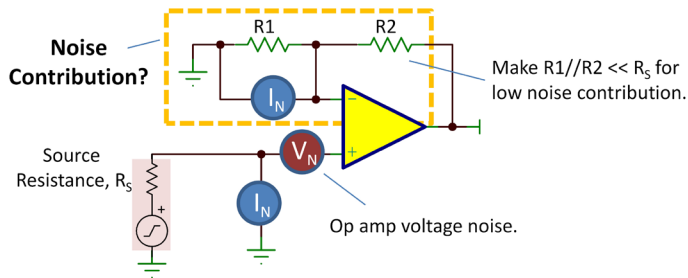 R1
R2
Noise
Contribution?
Make R1//R2 << RS for
low noise contribution.
IN
−
+
VN
Source
Resistance, RS
+
IN
Op amp voltage noise.